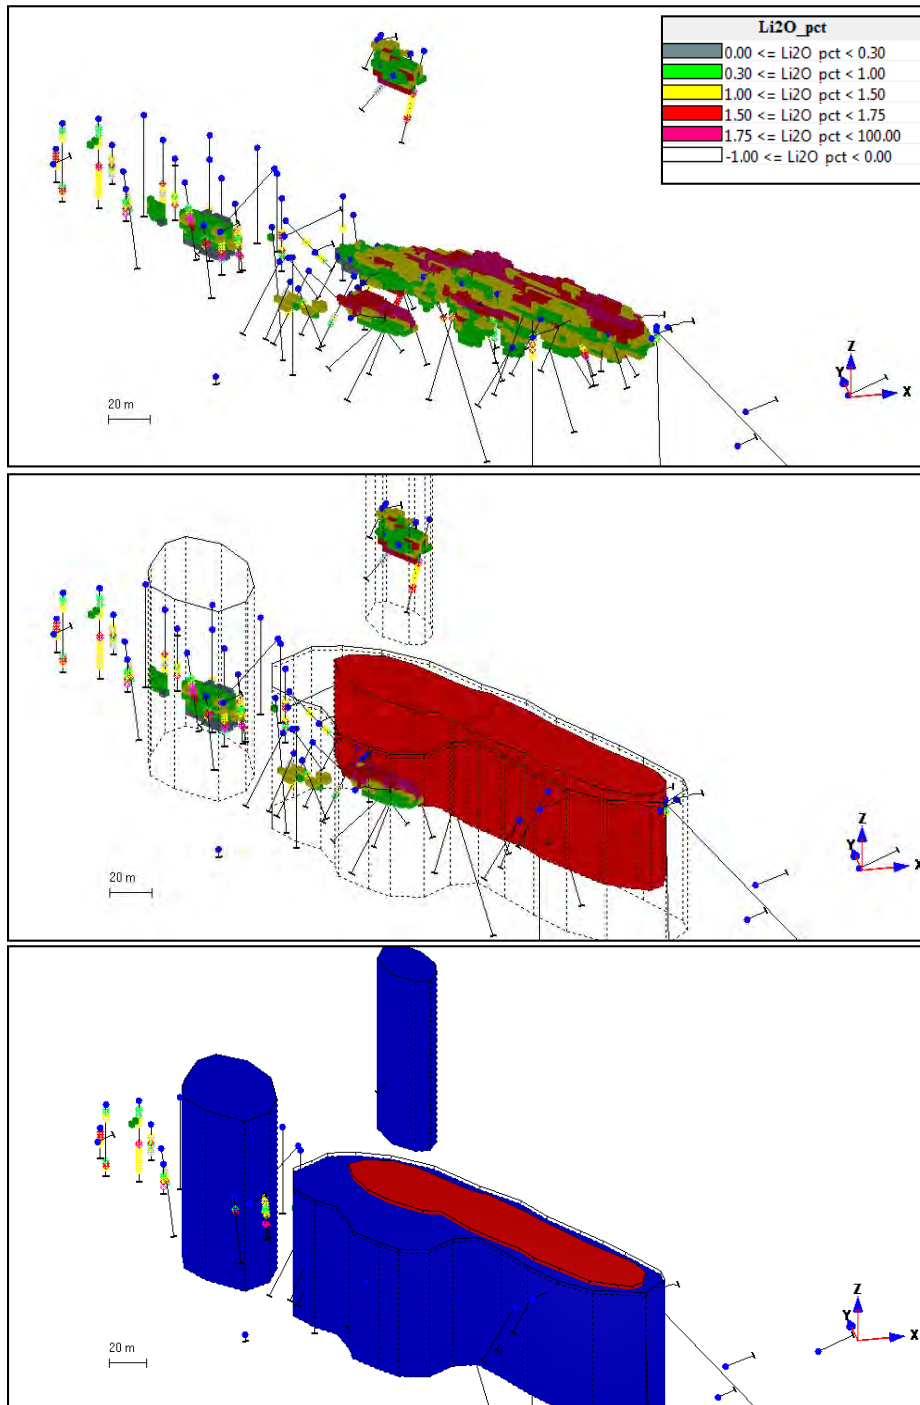 Li2O_pct
0.00 <= Li2O pct < 0.30
0.30 <= Li2O pct < 1.00
1.00 <= Li2O pct < 1.50
1.50 <= Li2O pct < 1.75
1.75 <= Li2O pct < 100.00
-1.00 <= Li2O pct < 0.00
Z
Y
X
20 m
Z
Y
X
20 m
Z
Y
X
20 m